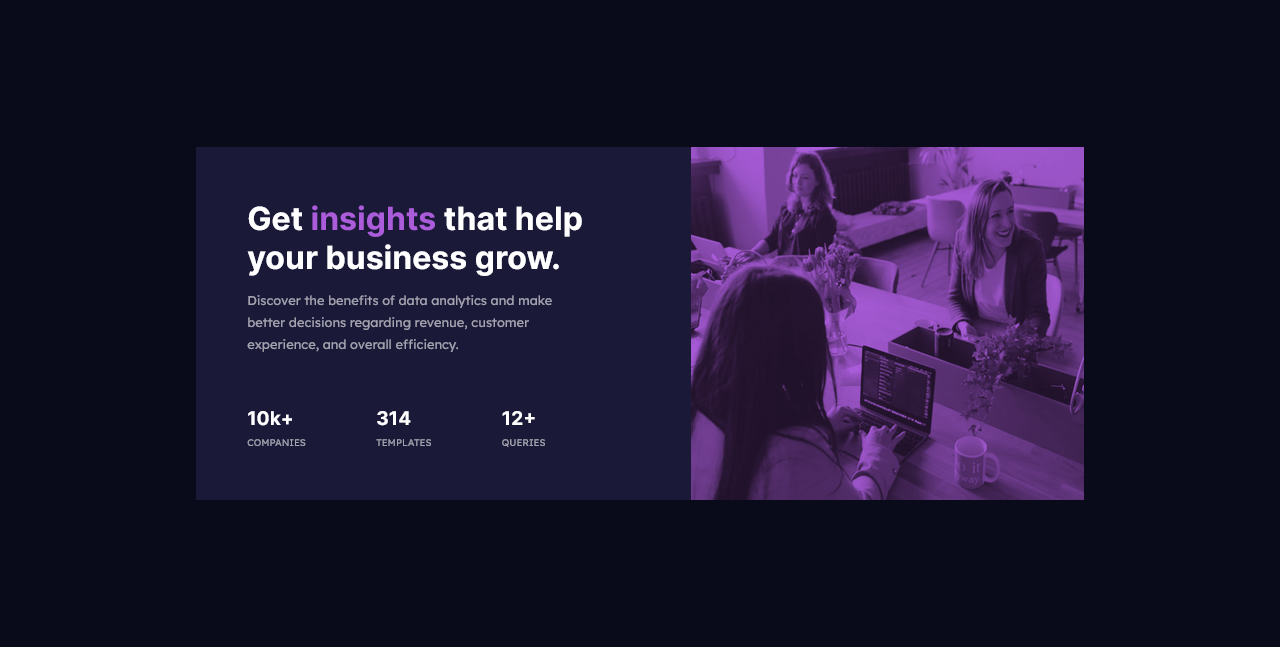 Get insights that help
your business grow.
Discover the benefits of data analytics and make
better decisions regarding revenue, customer
experience, and overall efficiency.
10k+ 314 12+
COMPANIES TEMPLATES QUERIES